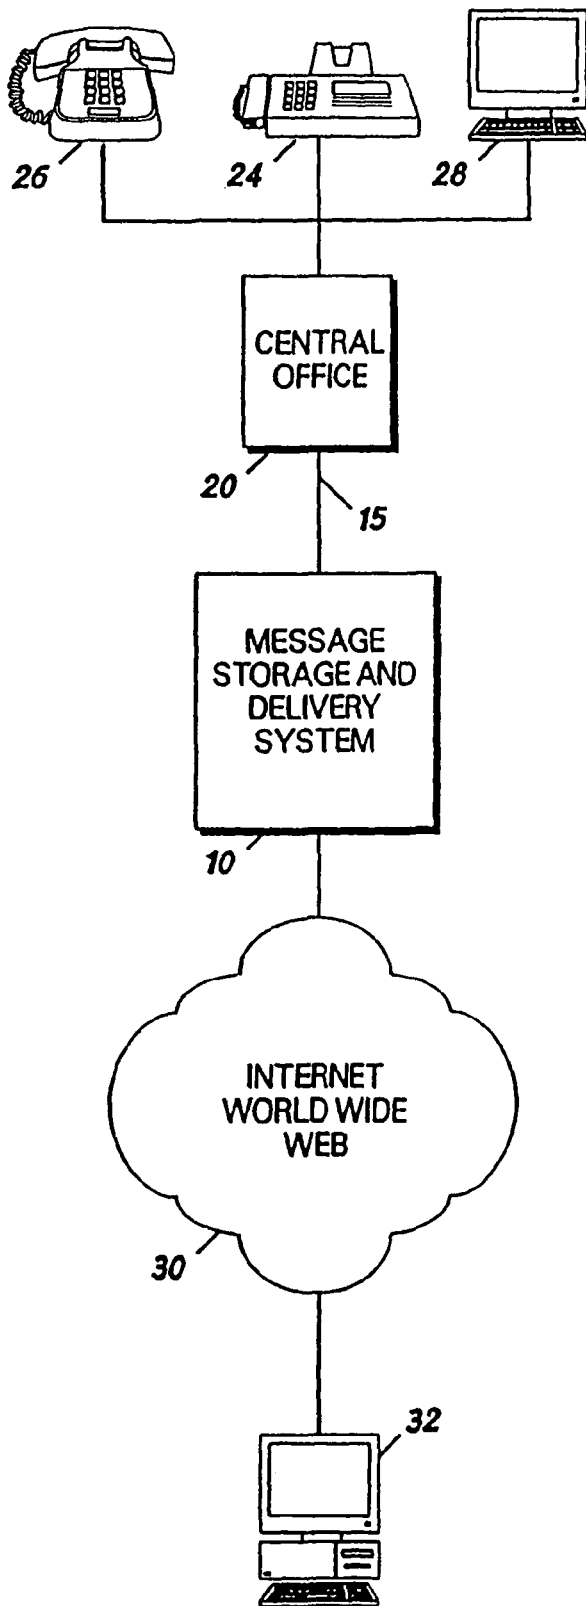 26
24
28
CENTRAL
OFFICE
20
15
MESSAGE
STORAGE AND
DELIVERY
SYSTEM
10
INTERNET
WORLD WIDE
WEB
30
32